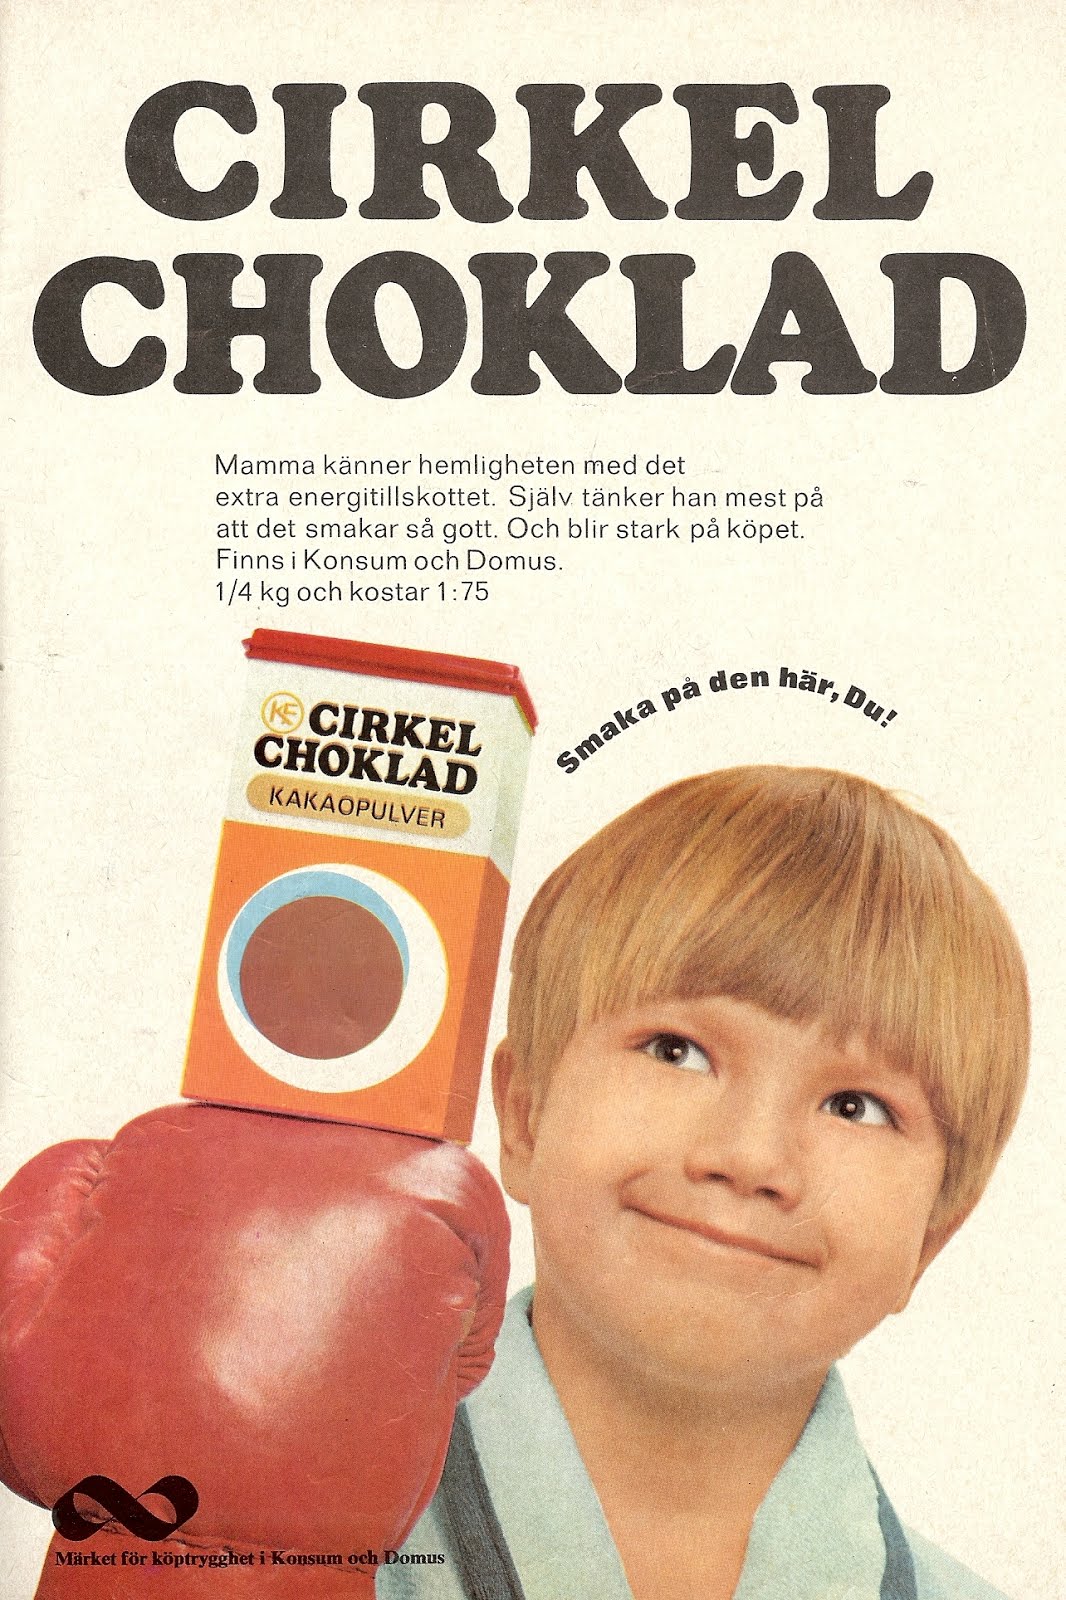 CIRKEL
CHOKLAD
Mamma känner hemligheten med det
extra energitillskottet. Själv tänker han mest på
att det smakar så gott. Och blir stark på köpet.
Finns i Konsum och Domus.
1/4 kg och kostar 1:75
Smaka på den här, Du!
KF CIRKEL
CHOKLAD
KAKAOPULVER
Märket för köptrygghet i Konsum och Domus